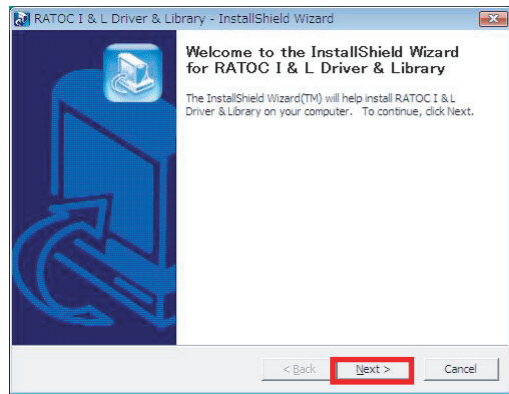 RATOC I & L Driver & Library - InstallShield Wizard
Welcome to the InstallShield Wizard
for RATOC I & L Driver & Library
The InstallShield Wizard(TM) will help install RATOC I & L
Driver & Library on your computer. To continue, click Next.
< Back Next > Cancel